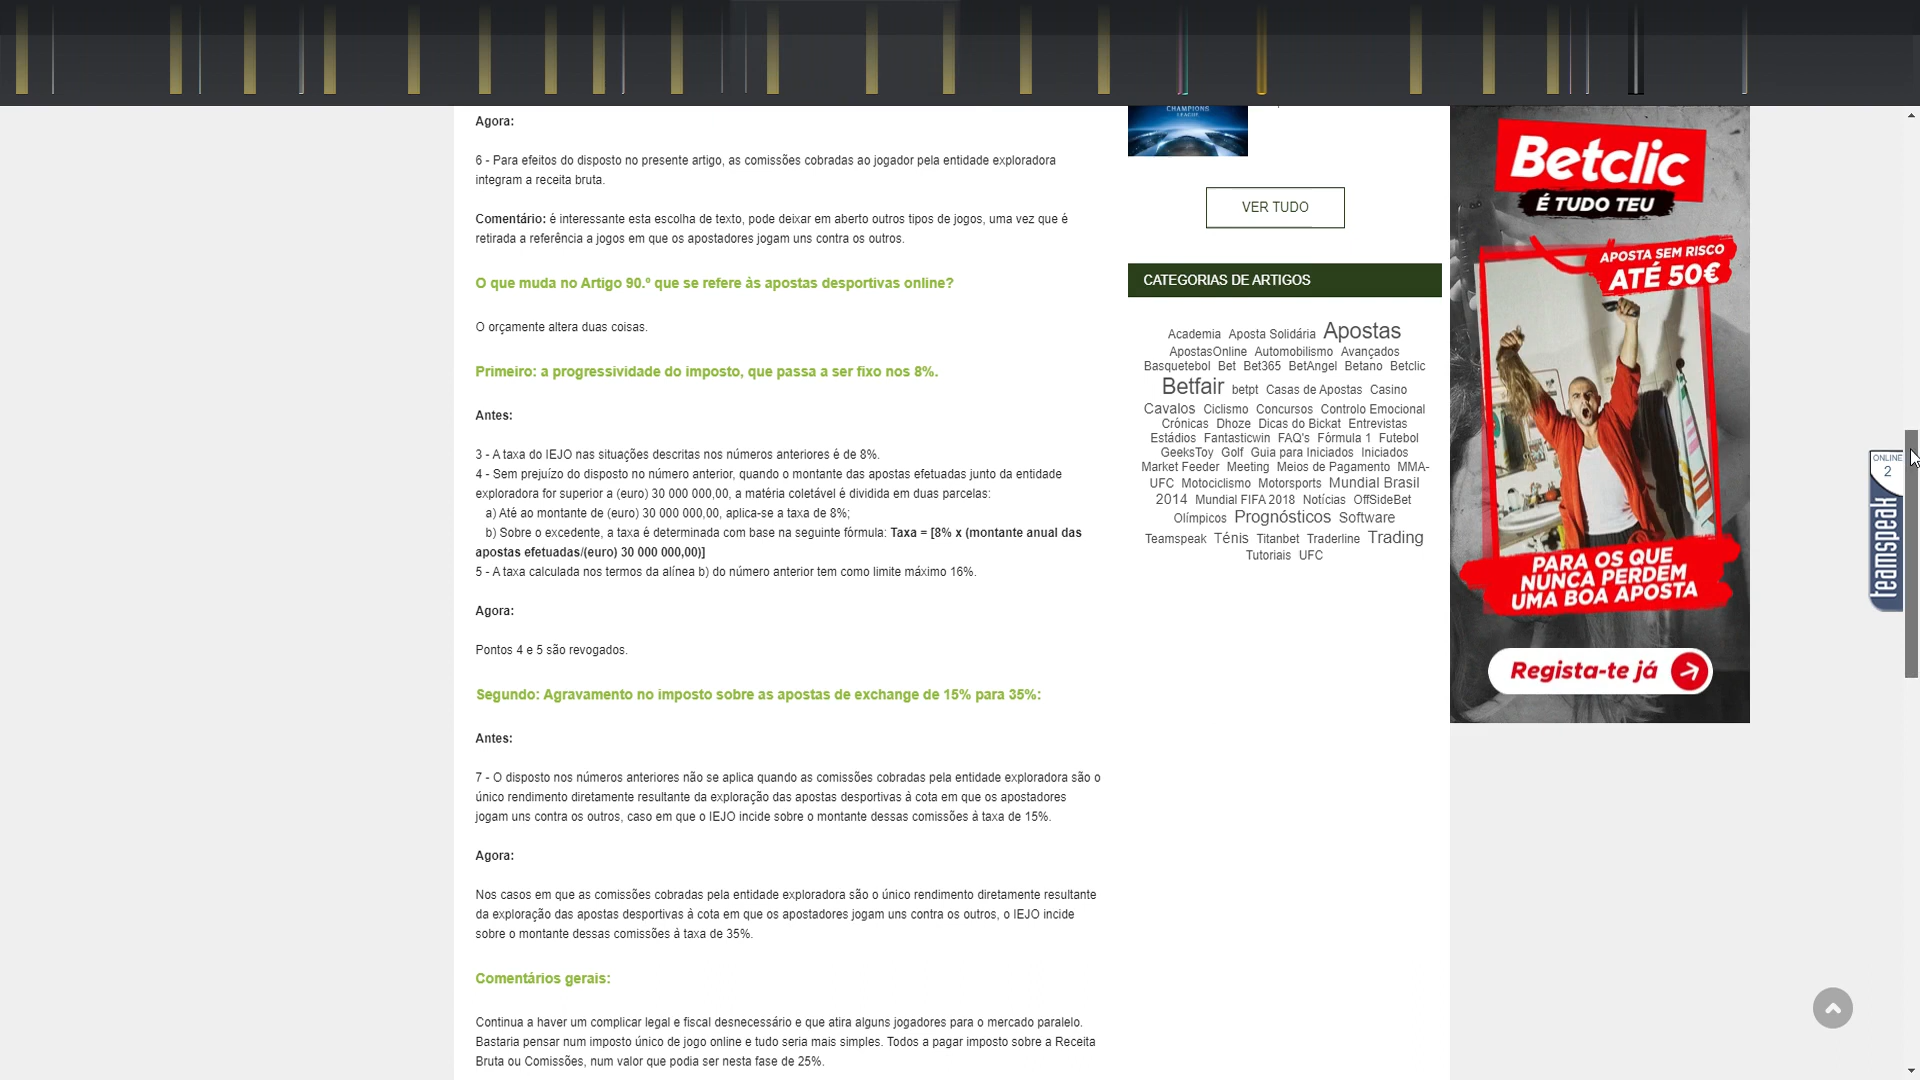 Agora:
6 - Para efeitos do disposto no presente artigo, as comissões cobradas ao jogador pela entidade exploradora
integram a receita bruta.
Comentário: é interessante esta escolha de texto, pode deixar em aberto outros tipos de jogos, uma vez que é
retirada a referência a jogos em que os apostadores jogam uns contra os outros.
O que muda no Artigo 90.º que se refere às apostas desportivas online?
O orçamente altera duas coisas.
Primeiro: a progressividade do imposto, que passa a ser fixo nos 8%.
Antes:
3 - A taxa do IEJO nas situações descritas nos números anteriores é de 8%.
4 - Sem prejuízo do disposto no número anterior, quando o montante das apostas efetuadas junto da entidade
exploradora for superior a (euro) 30 000 000,00, a matéria coletável é dividida em duas parcelas:
a) Até ao montante de (euro) 30 000 000,00, aplica-se a taxa de 8%;
b) Sobre o excedente, a taxa é determinada com base na seguinte fórmula: Taxa = [8% x (montante anual das
apostas efetuadas/(euro) 30 000 000,00)]
5 - A taxa calculada nos termos da alínea b) do número anterior tem como limite máximo 16%.
Agora:
Pontos 4 e 5 são revogados.
Segundo: Agravamento no imposto sobre as apostas de exchange de 15% para 35%:
Antes:
7 - O disposto nos números anteriores não se aplica quando as comissões cobradas pela entidade exploradora são o
único rendimento diretamente resultante da exploração das apostas desportivas à cota em que os apostadores
jogam uns contra os outros, caso em que o IEJO incide sobre o montante dessas comissões à taxa de 15%.
Agora:
Nos casos em que as comissões cobradas pela entidade exploradora são o único rendimento diretamente resultante
da exploração das apostas desportivas à cota em que os apostadores jogam uns contra os outros, o IEJO incide
sobre o montante dessas comissões à taxa de 35%.
Comentários gerais:
Continua a haver um complicar legal e fiscal desnecessário e que atira alguns jogadores para o mercado paralelo.
Bastaria pensar num imposto único de jogo online e tudo seria mais simples. Todos a pagar imposto sobre a Receita
Bruta ou Comissões, num valor que podia ser nesta fase de 25%.
CHAMPIONS
LEAGUE
VER TUDO
CATEGORIAS DE ARTIGOS
Academia Aposta Solidária Apostas
ApostasOnline Automobilismo Avançados
Basquetebol Bet Bet365 BetAngel Betano Betclic
Betfair betpt Casas de Apostas Casino
Cavalos Ciclismo Concursos Controlo Emocional
Crónicas Dhoze Dicas do Bickat Entrevistas
Estádios Fantasticwin FAQ's Fórmula 1 Futebol
GeeksToy Golf Guia para Iniciados Iniciados
Market Feeder Meeting Meios de Pagamento MMA-
UFC Motociclismo Motorsports Mundial Brasil
2014 Mundial FIFA 2018 Notícias OffSideBet
Olímpicos Prognósticos Software
Teamspeak Ténis Titanbet Traderline Trading
Tutoriais UFC
Betclic
É TUDO TEU
APOSTA SEM RISCO
ATÉ 50€
PARA OS QUE
NUNCA PERDEM
UMA BOA APOSTA
Regista-te já
ONLINE
2
teamspeak